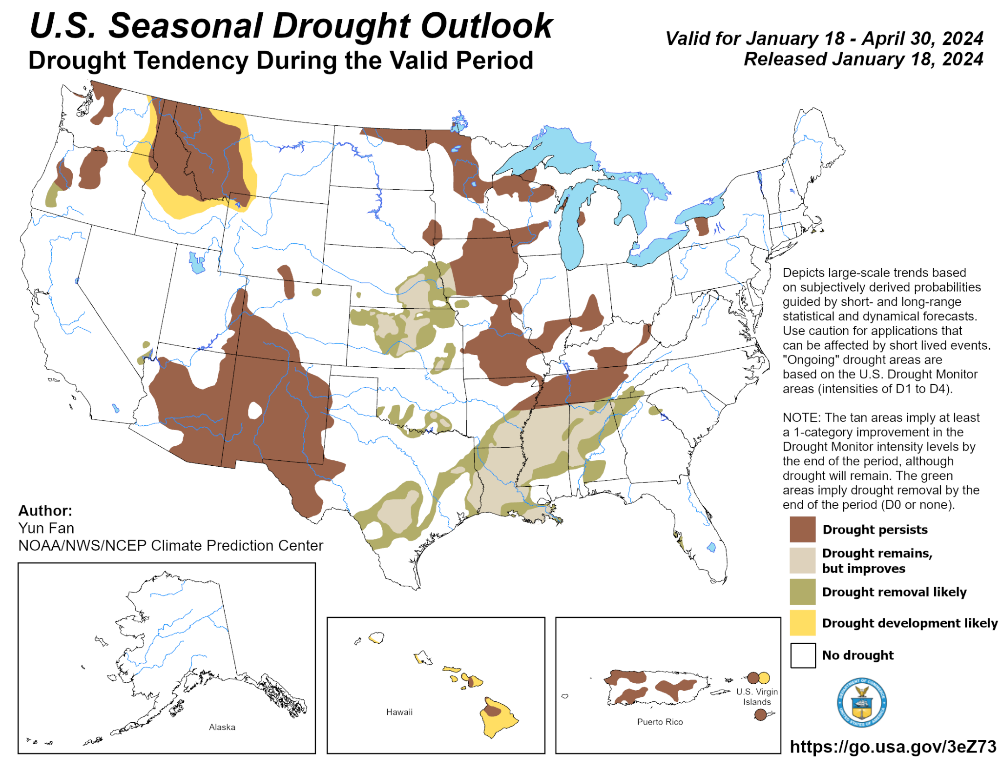 U.S. Seasonal Drought Outlook
Drought Tendency During the Valid Period
Valid for January 18 - April 30, 2024
Released January 18, 2024
Depicts large-scale trends based
on subjectively derived probabilities
guided by short- and long-range
statistical and dynamical forecasts.
Use caution for applications that
can be affected by short lived events.
"Ongoing" drought areas are
based on the U.S. Drought Monitor
areas (intensities of D1 to D4).
NOTE: The tan areas imply at least
a 1-category improvement in the
Drought Monitor intensity levels by
the end of the period, although
drought will remain. The green
areas imply drought removal by the
end of the period (D0 or none).
Author:
Yun Fan
NOAA/NWS/NCEP Climate Prediction Center
Drought persists
Drought remains,
but improves
Drought removal likely
Drought development likely
No drought
Alaska
Hawaii
Puerto Rico
U.S. Virgin
Islands
DEPARTMENT OF COMMERCE
UNITED STATES OF AMERICA
https://go.usa.gov/3eZ73